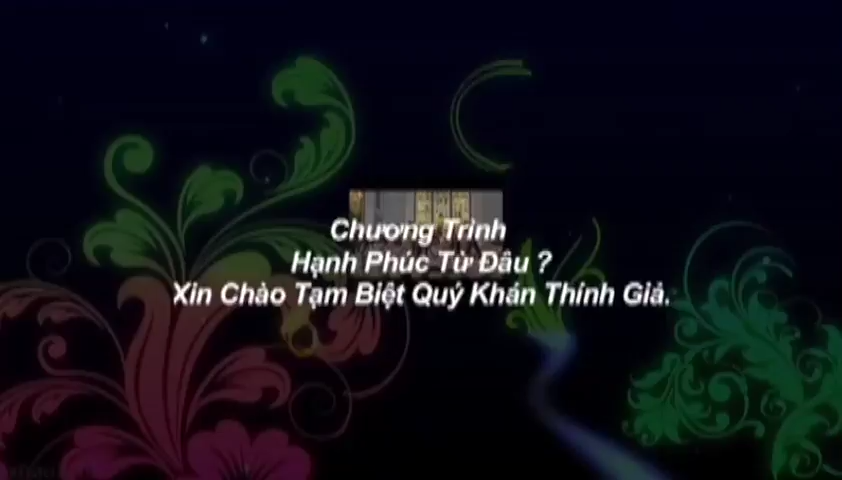 Chương Trình
Hạnh Phúc Từ Đâu ?
Xin Chào Tạm Biệt Quý Khán Thính Giả.